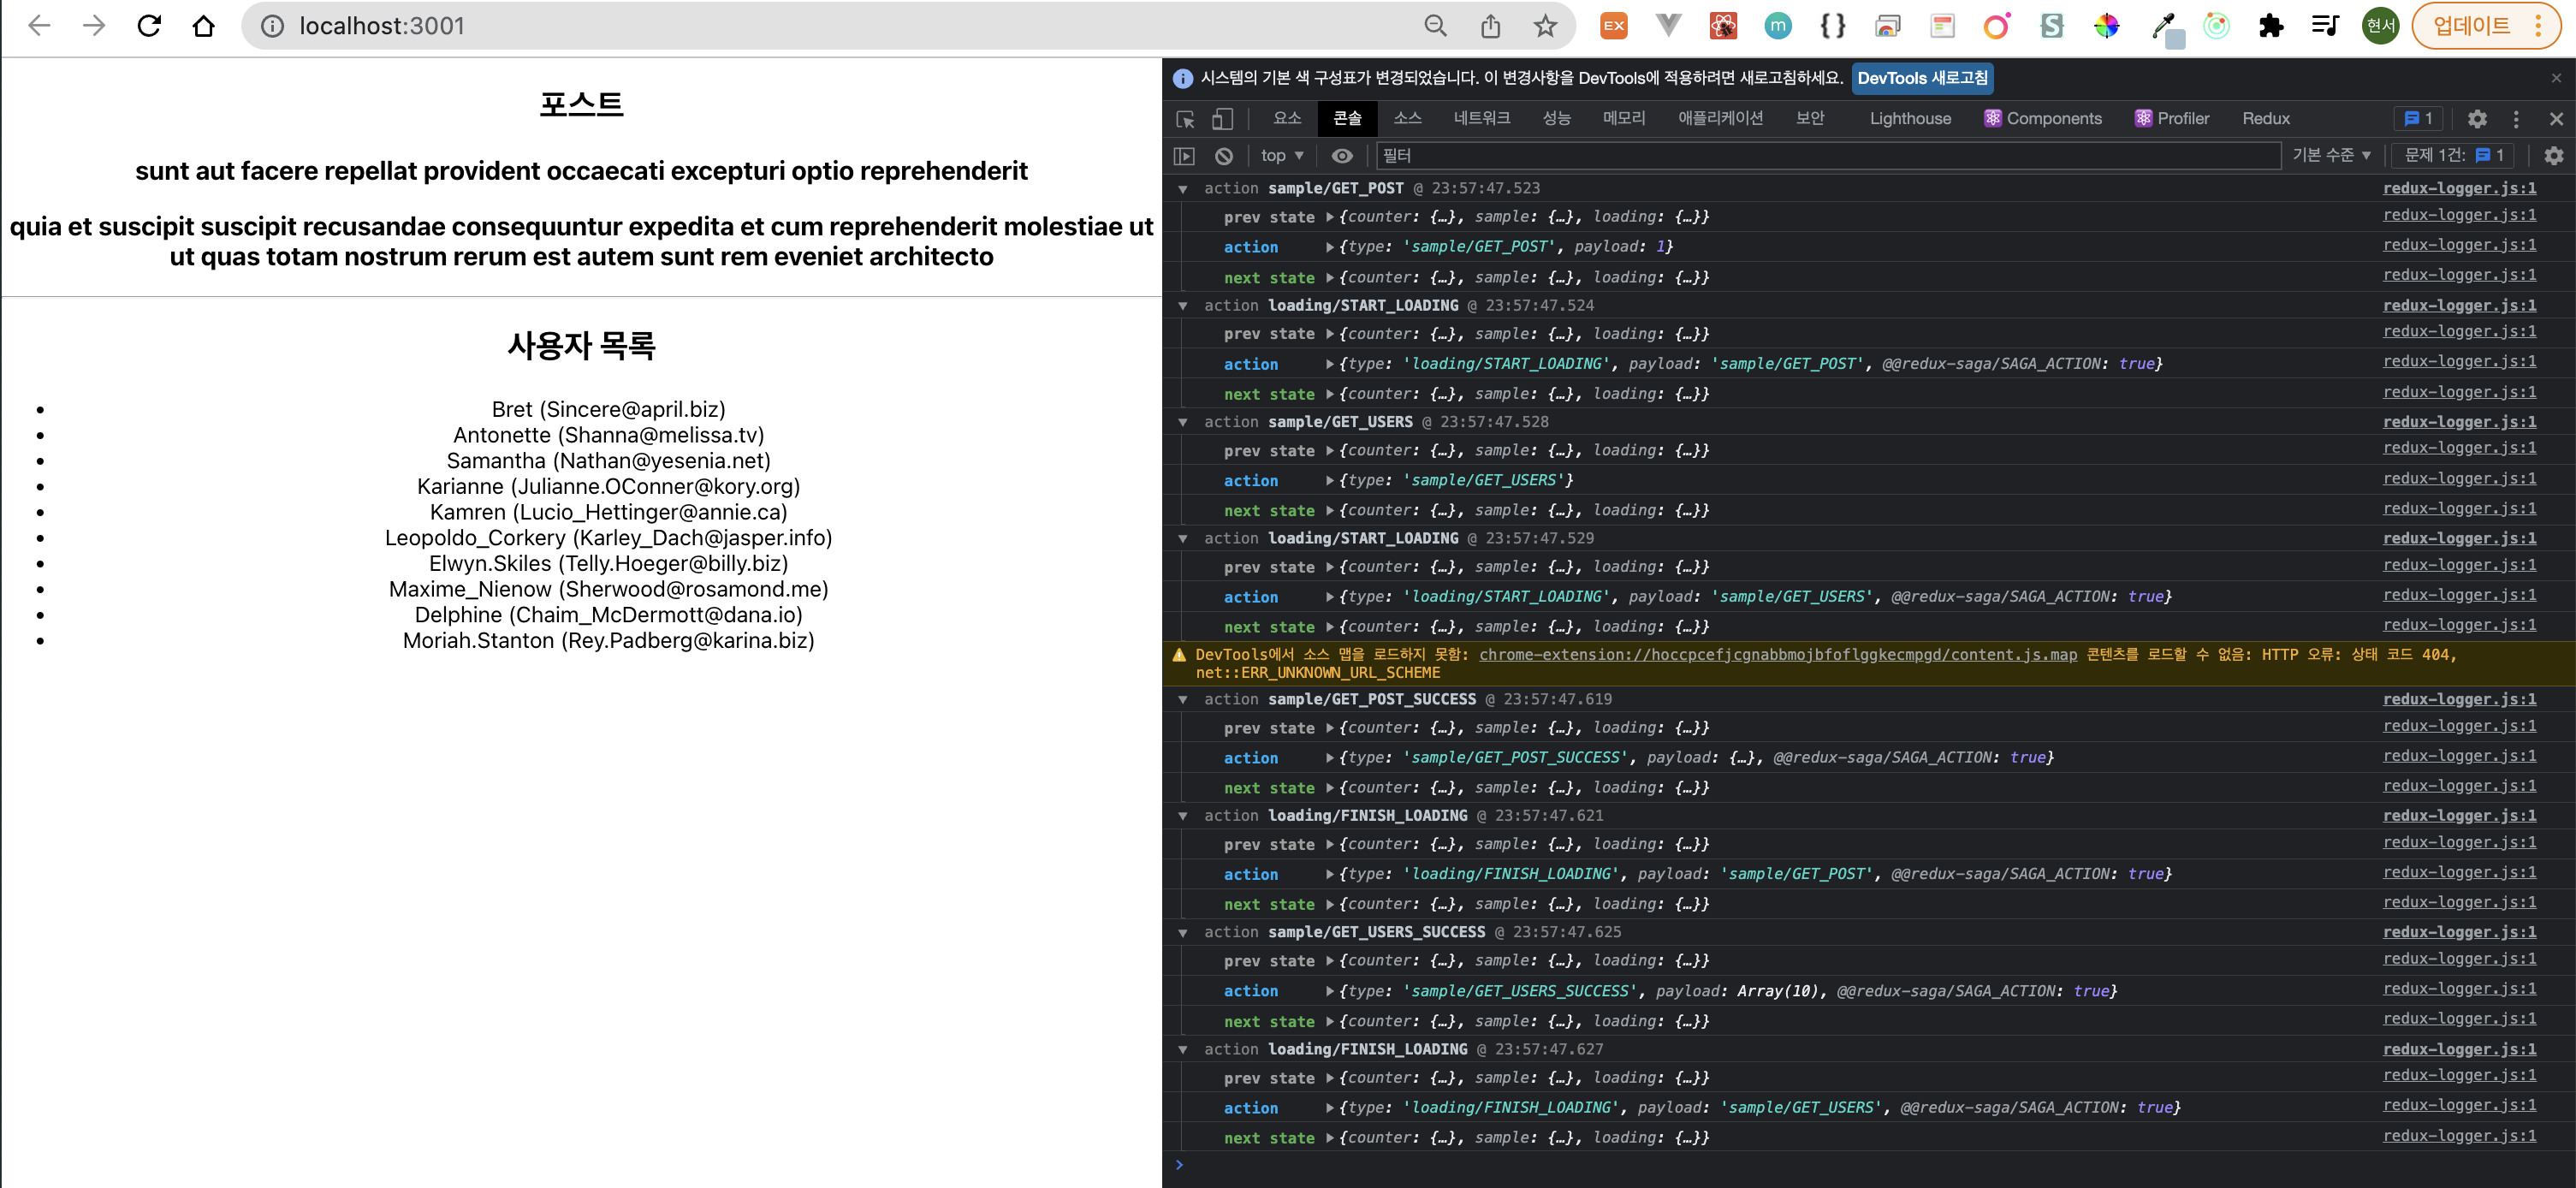 localhost:3001
EX
m
S
현서
업데이트
포스트
sunt aut facere repellat provident occaecati excepturi optio reprehenderit
quia et suscipit suscipit recusandae consequuntur expedita et cum reprehenderit molestiae ut
ut quas totam nostrum rerum est autem sunt rem eveniet architecto
사용자 목록
Bret (Sincere@april.biz)
Antonette (Shanna@melissa.tv)
Samantha (Nathan@yesenia.net)
Karianne (Julianne.OConner@kory.org)
Kamren (Lucio_Hettinger@annie.ca)
Leopoldo_Corkery (Karley_Dach@jasper.info)
Elwyn.Skiles (Telly.Hoeger@billy.biz)
Maxime_Nienow (Sherwood@rosamond.me)
Delphine (Chaim_McDermott@dana.io)
Moriah.Stanton (Rey.Padberg@karina.biz)
시스템의 기본 색 구성표가 변경되었습니다. 이 변경사항을 DevTools에 적용하려면 새로고침하세요. DevTools 새로고침
요소 콘솔 소스 네트워크 성능 메모리 애플리케이션 보안 Lighthouse Components Profiler Redux 1
top 필터 기본 수준 문제 1건: 1
action sample/GET_POST @ 23:57:47.523 redux-logger.js:1
prev state {counter: {…}, sample: {…}, loading: {…}} redux-logger.js:1
action {type: 'sample/GET_POST', payload: 1} redux-logger.js:1
next state {counter: {…}, sample: {…}, loading: {…}} redux-logger.js:1
action loading/START_LOADING @ 23:57:47.524 redux-logger.js:1
prev state {counter: {…}, sample: {…}, loading: {…}} redux-logger.js:1
action {type: 'loading/START_LOADING', payload: 'sample/GET_POST', @@redux-saga/SAGA_ACTION: true} redux-logger.js:1
next state {counter: {…}, sample: {…}, loading: {…}} redux-logger.js:1
action sample/GET_USERS @ 23:57:47.528 redux-logger.js:1
prev state {counter: {…}, sample: {…}, loading: {…}} redux-logger.js:1
action {type: 'sample/GET_USERS'} redux-logger.js:1
next state {counter: {…}, sample: {…}, loading: {…}} redux-logger.js:1
action loading/START_LOADING @ 23:57:47.529 redux-logger.js:1
prev state {counter: {…}, sample: {…}, loading: {…}} redux-logger.js:1
action {type: 'loading/START_LOADING', payload: 'sample/GET_USERS', @@redux-saga/SAGA_ACTION: true} redux-logger.js:1
next state {counter: {…}, sample: {…}, loading: {…}} redux-logger.js:1
DevTools에서 소스 맵을 로드하지 못함: chrome-extension://hoccpcefjcgnabbmojbfoflggkecmpgd/content.js.map 콘텐츠를 로드할 수 없음: HTTP 오류: 상태 코드 404,
net::ERR_UNKNOWN_URL_SCHEME
action sample/GET_POST_SUCCESS @ 23:57:47.619 redux-logger.js:1
prev state {counter: {…}, sample: {…}, loading: {…}} redux-logger.js:1
action {type: 'sample/GET_POST_SUCCESS', payload: {…}, @@redux-saga/SAGA_ACTION: true} redux-logger.js:1
next state {counter: {…}, sample: {…}, loading: {…}} redux-logger.js:1
action loading/FINISH_LOADING @ 23:57:47.621 redux-logger.js:1
prev state {counter: {…}, sample: {…}, loading: {…}} redux-logger.js:1
action {type: 'loading/FINISH_LOADING', payload: 'sample/GET_POST', @@redux-saga/SAGA_ACTION: true} redux-logger.js:1
next state {counter: {…}, sample: {…}, loading: {…}} redux-logger.js:1
action sample/GET_USERS_SUCCESS @ 23:57:47.625 redux-logger.js:1
prev state {counter: {…}, sample: {…}, loading: {…}} redux-logger.js:1
action {type: 'sample/GET_USERS_SUCCESS', payload: Array(10), @@redux-saga/SAGA_ACTION: true} redux-logger.js:1
next state {counter: {…}, sample: {…}, loading: {…}} redux-logger.js:1
action loading/FINISH_LOADING @ 23:57:47.627 redux-logger.js:1
prev state {counter: {…}, sample: {…}, loading: {…}} redux-logger.js:1
action {type: 'loading/FINISH_LOADING', payload: 'sample/GET_USERS', @@redux-saga/SAGA_ACTION: true} redux-logger.js:1
next state {counter: {…}, sample: {…}, loading: {…}} redux-logger.js:1